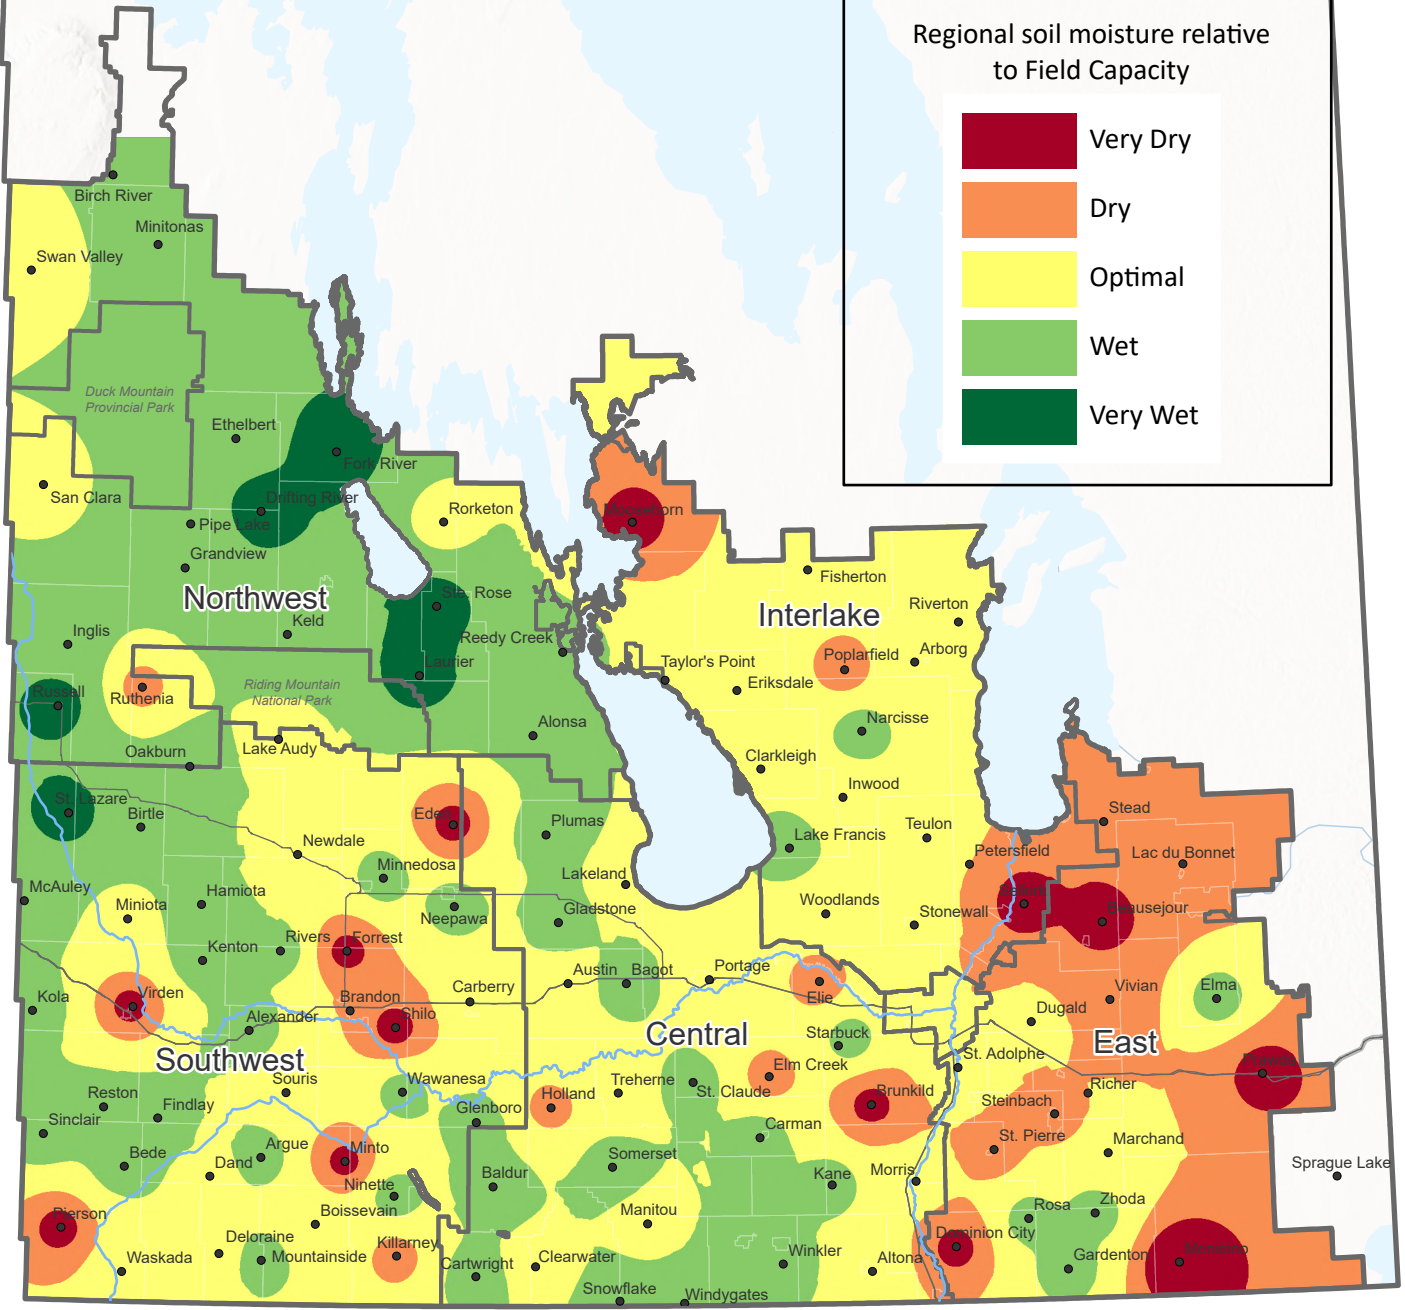 Regional soil moisture relative
to Field Capacity
Very Dry
Dry
Optimal
Wet
Very Wet
Birch River
Minitonas
Swan Valley
Duck Mountain
Provincial Park
Ethelbert
Fork River
San Clara
Drifting River
Pipe Lake
Rorketon
Moosehorn
Grandview
Northwest
Fisherton
Ste. Rose
Interlake
Riverton
Keld
Inglis
Reedy Creek
Laurier
Taylor's Point
Poplarfield
Arborg
Eriksdale
Russell
Ruthenia
Riding Mountain
National Park
Narcisse
Alonsa
Oakburn
Lake Audy
Clarkleigh
Inwood
St. Lazare
Birtle
Eden
Plumas
Stead
Newdale
Lake Francis
Teulon
Petersfield
Lac du Bonnet
Minnedosa
Lakeland
McAuley
Hamiota
Selkirk
Miniota
Neepawa
Gladstone
Woodlands
Stonewall
Beausejour
Kenton
Rivers
Forrest
Portage
Austin
Bagot
Virden
Carberry
Elie
Vivian
Elma
Kola
Brandon
Shilo
Alexander
Dugald
Starbuck
Central
East
Southwest
St. Adolphe
Prawda
Souris
Wawanesa
Holland
Treherne
St. Claude
Elm Creek
Brunkild
Richer
Reston
Findlay
Glenboro
Steinbach
Sinclair
Carman
St. Pierre
Marchand
Argue
Minto
Bede
Dand
Somerset
Sprague Lake
Baldur
Kane
Morris
Ninette
Pierson
Boissevain
Manitou
Rosa
Zhoda
Deloraine
Dominion City
Waskada
Mountainside
Killarney
Cartwright
Clearwater
Winkler
Altona
Gardenton
Menisino
Snowflake
Windygates